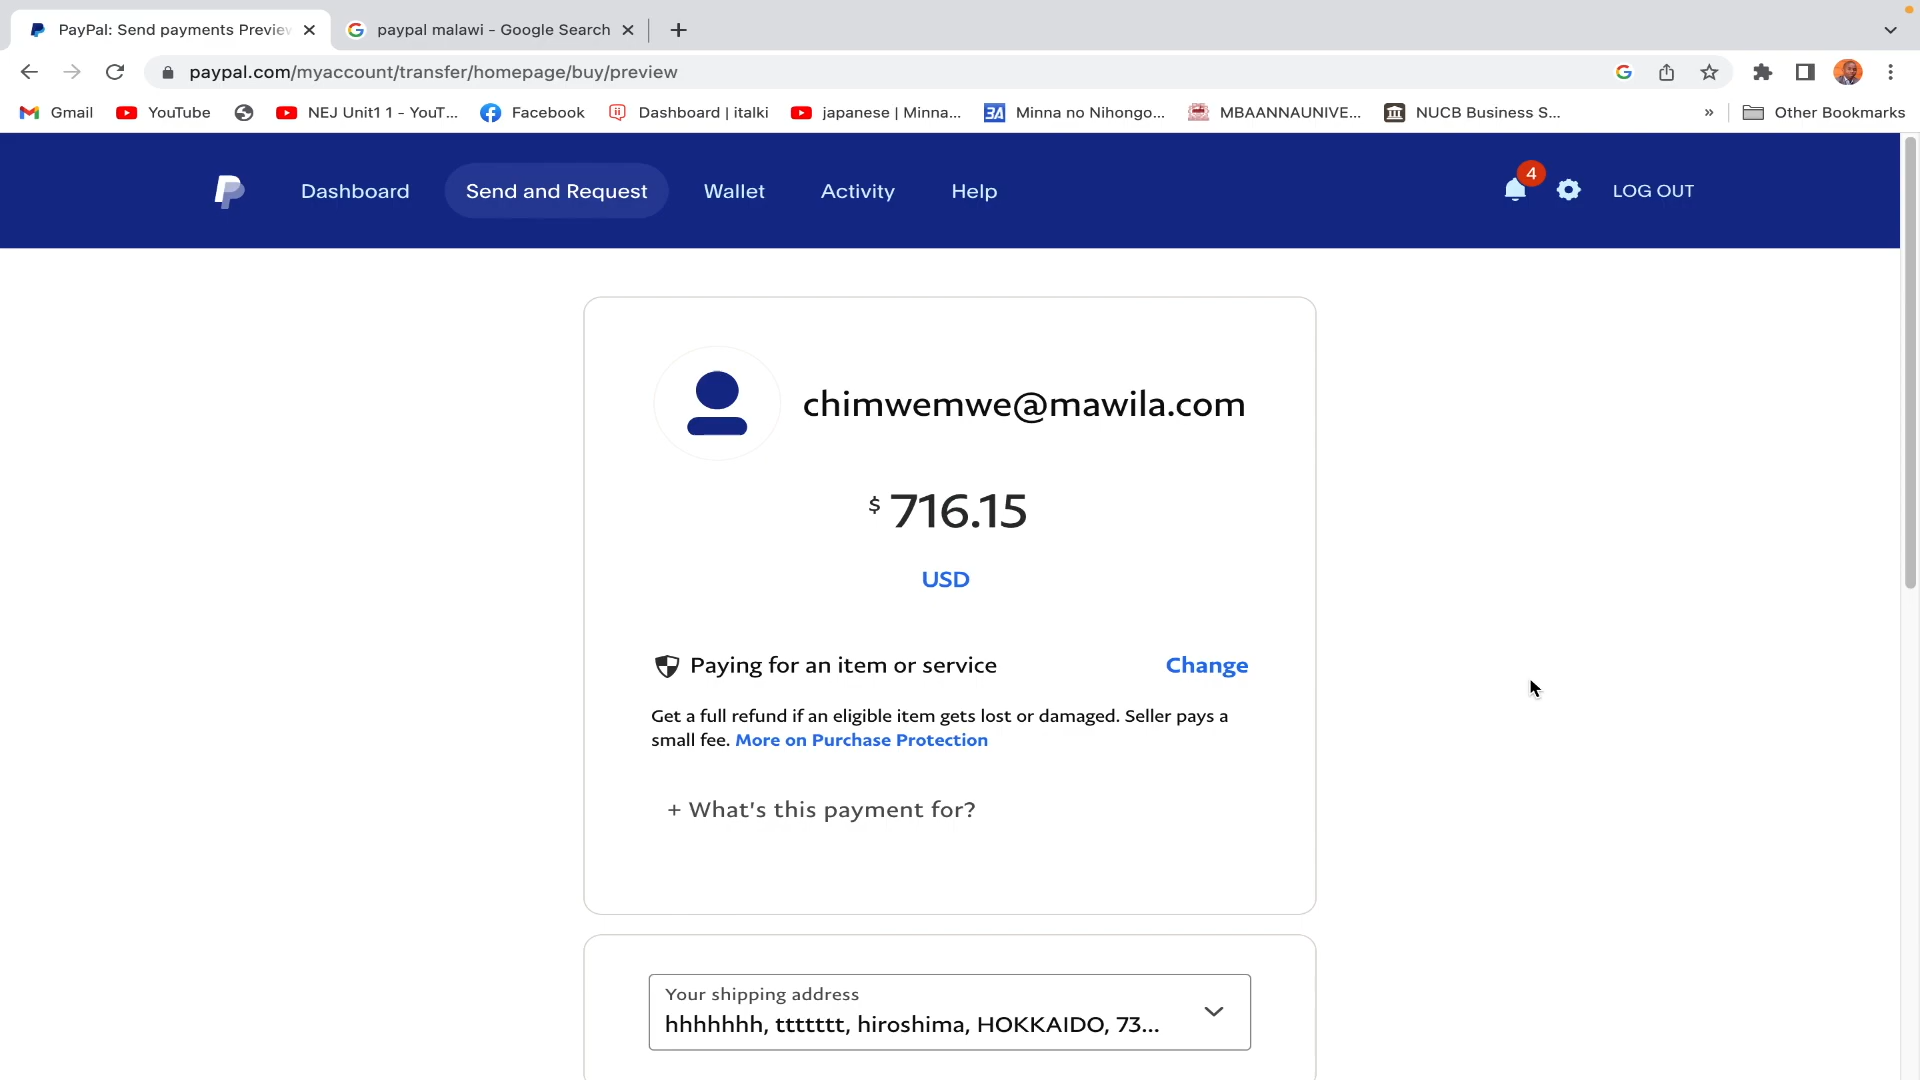 PayPal: Send payments Preview
paypal malawi - Google Search
paypal.com/myaccount/transfer/homepage/buy/preview
Gmail
YouTube
NEJ Unit1 1 - YouT...
Facebook
Dashboard | italki
japanese | Minna...
Minna no Nihongo...
MBAANNAUNIVE...
NUCB Business S...
»
Other Bookmarks
Dashboard
Send and Request
Wallet
Activity
Help
4
LOG OUT
chimwemwe@mawila.com
$ 716.15
USD
Paying for an item or service
Change
Get a full refund if an eligible item gets lost or damaged. Seller pays a
small fee. More on Purchase Protection
+ What's this payment for?
Your shipping address
hhhhhhh, ttttttt, hiroshima, HOKKAIDO, 73...